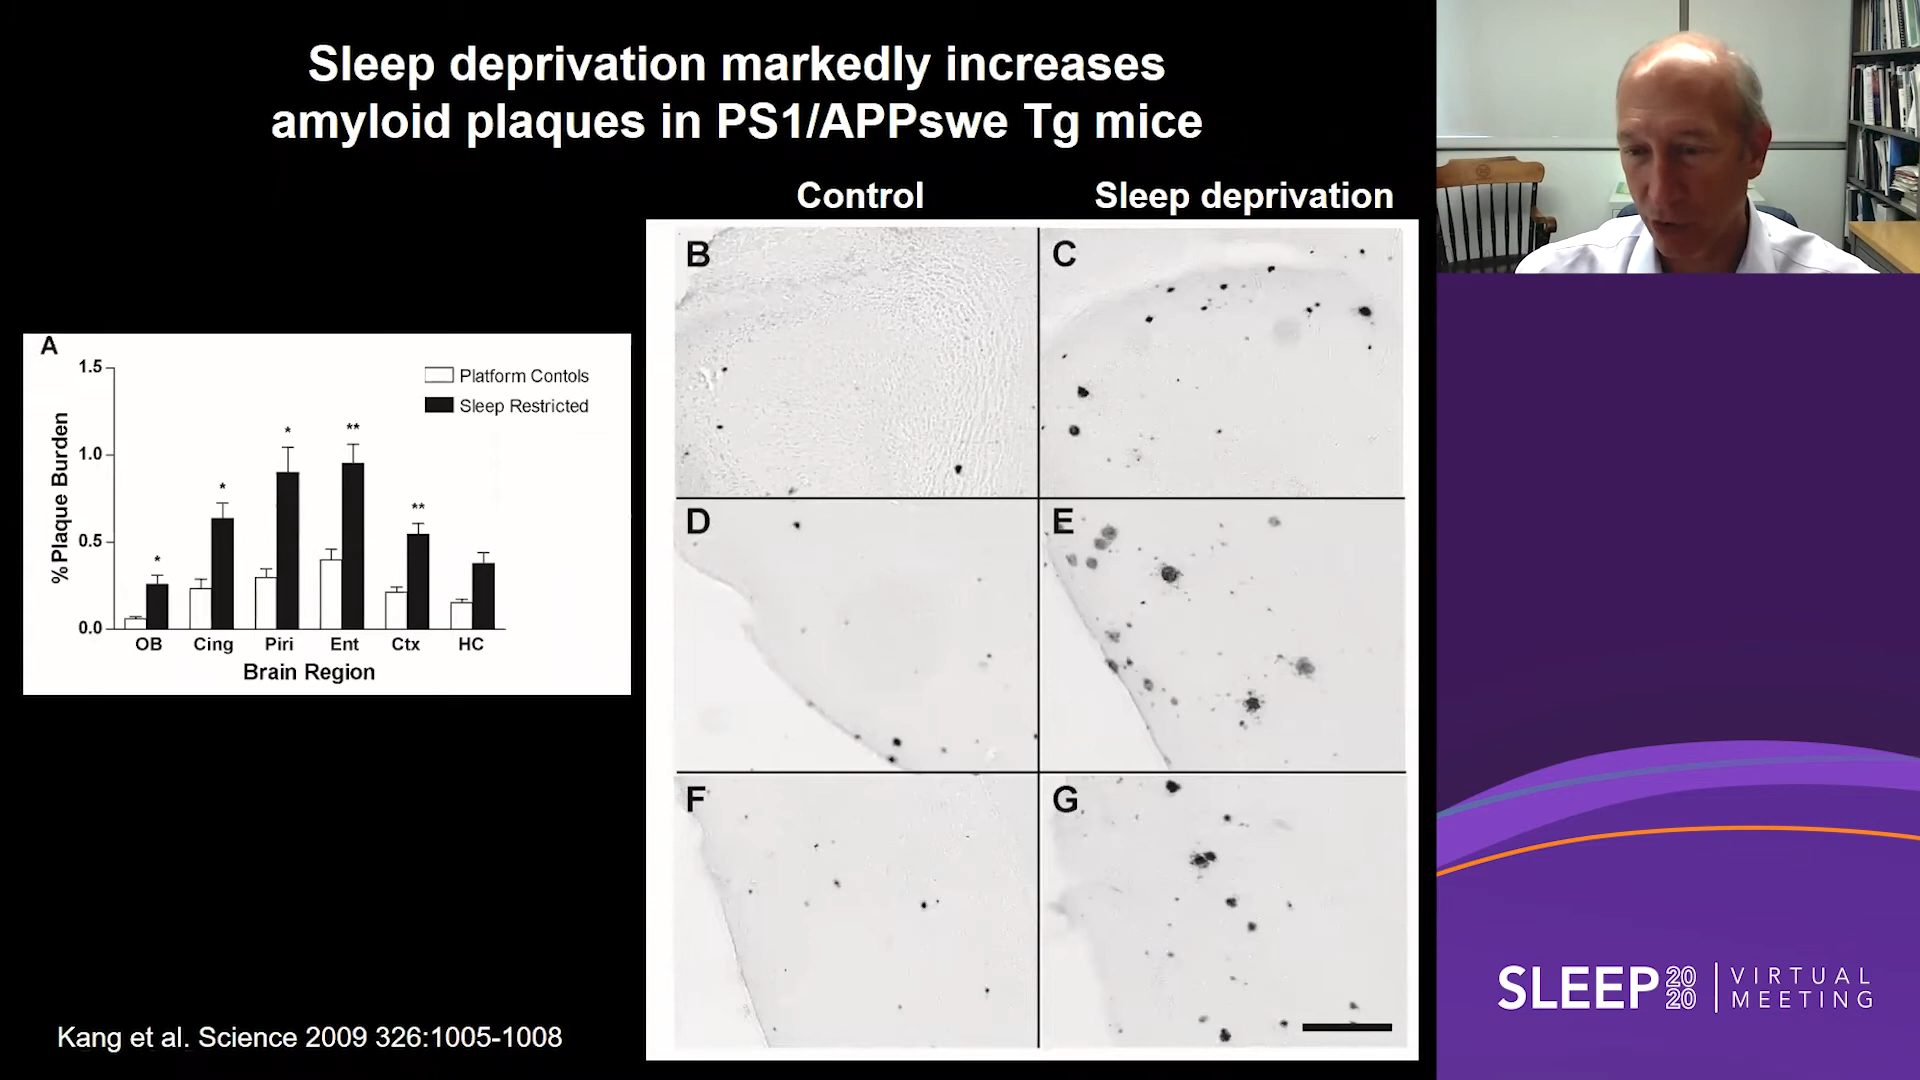 Sleep deprivation markedly increases
amyloid plaques in PS1/APPswe Tg mice
Control
Sleep deprivation
A
1.5
1.0
0.5
0.0
% Plaque Burden
Platform Contols
Sleep Restricted
*
*
*
**
**
OB Cing Piri Ent Ctx HC
Brain Region
B
C
D
E
F
G
Kang et al. Science 2009 326:1005-1008
SLEEP 2020 | VIRTUAL
MEETING